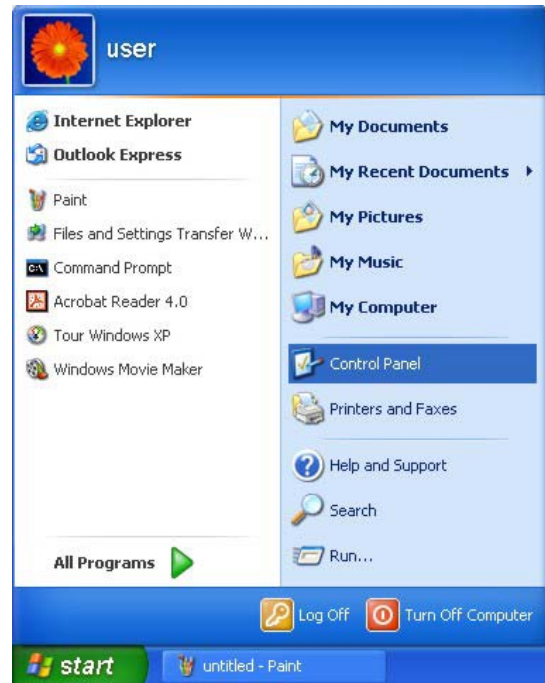 user
Internet Explorer
Outlook Express
Paint
Files and Settings Transfer W...
C:\
Command Prompt
Acrobat Reader 4.0
Tour Windows XP
Windows Movie Maker
All Programs
My Documents
My Recent Documents
My Pictures
My Music
My Computer
Control Panel
Printers and Faxes
Help and Support
Search
Run...
Log Off
Turn Off Computer
start
untitled - Paint